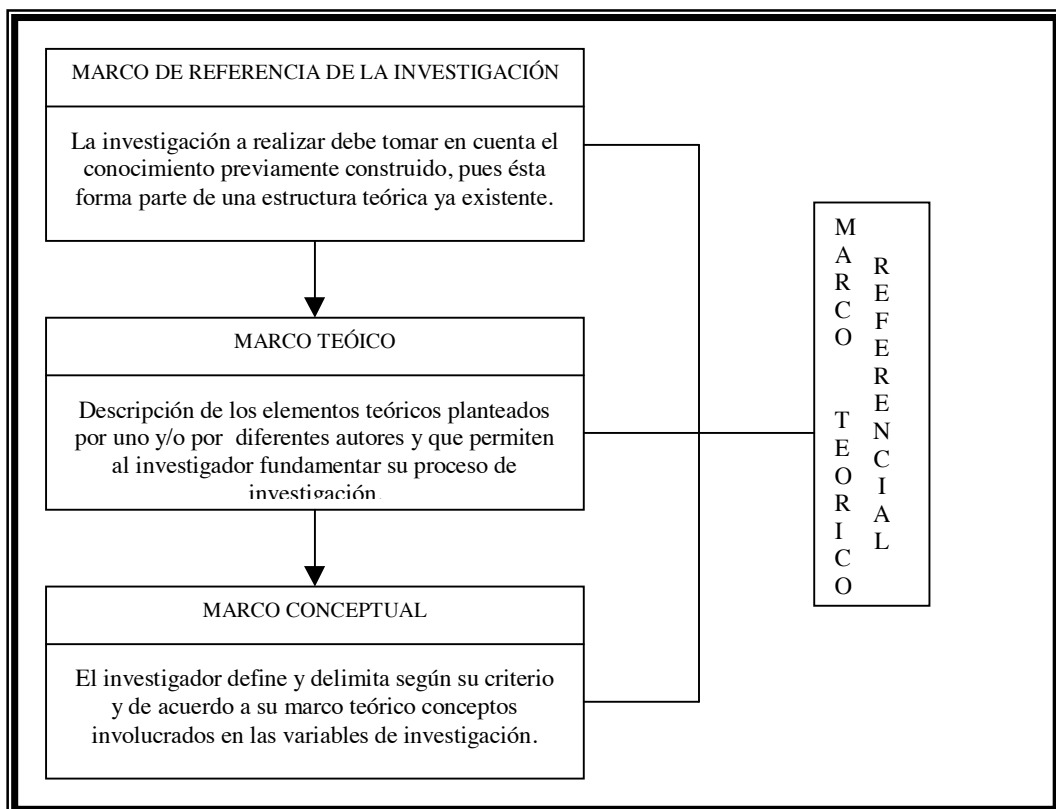 MARCO DE REFERENCIA DE LA INVESTIGACIÓN
La investigación a realizar debe tomar en cuenta el
conocimiento previamente construido, pues ésta
forma parte de una estructura teórica ya existente.
MARCO TEÓICO
Descripción de los elementos teóricos planteados
por uno y/o por diferentes autores y que permiten
al investigador fundamentar su proceso de
investigación.
MARCO CONCEPTUAL
El investigador define y delimita según su criterio
y de acuerdo a su marco teórico conceptos
involucrados en las variables de investigación.
MARCO TEORICO
REFERENCIAL